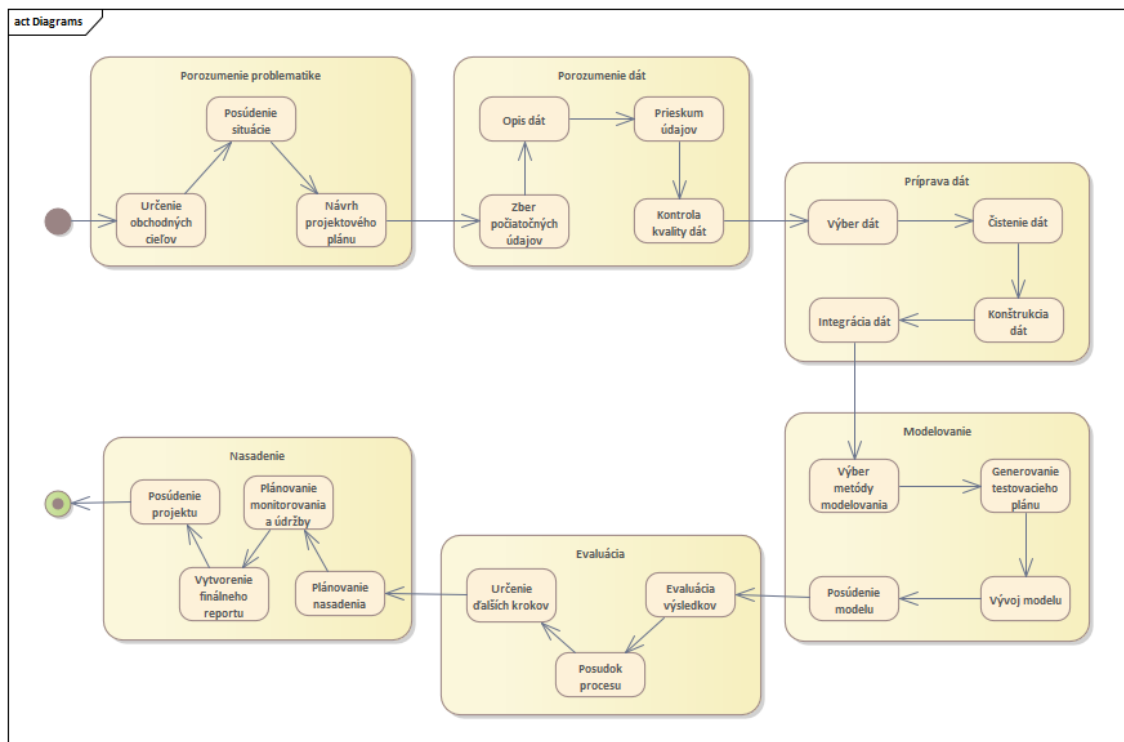 act Diagrams
Porozumenie problematike
Posúdenie
situácie
Určenie
obchodných
cieľov
Návrh
projektového
plánu
Porozumenie dát
Opis dát
Prieskum
údajov
Zber
počiatočných
údajov
Kontrola
kvality dát
Príprava dát
Výber dát
Čistenie dát
Integrácia dát
Konštrukcia
dát
Modelovanie
Výber
metódy
modelovania
Generovanie
testovacieho
plánu
Posúdenie
modelu
Vývoj modelu
Evaluácia
Určenie
ďalších krokov
Evaluácia
výsledkov
Posudok
procesu
Nasadenie
Posúdenie
projektu
Plánovanie
monitorovania
a údržby
Vytvorenie
finálneho
reportu
Plánovanie
nasadenia